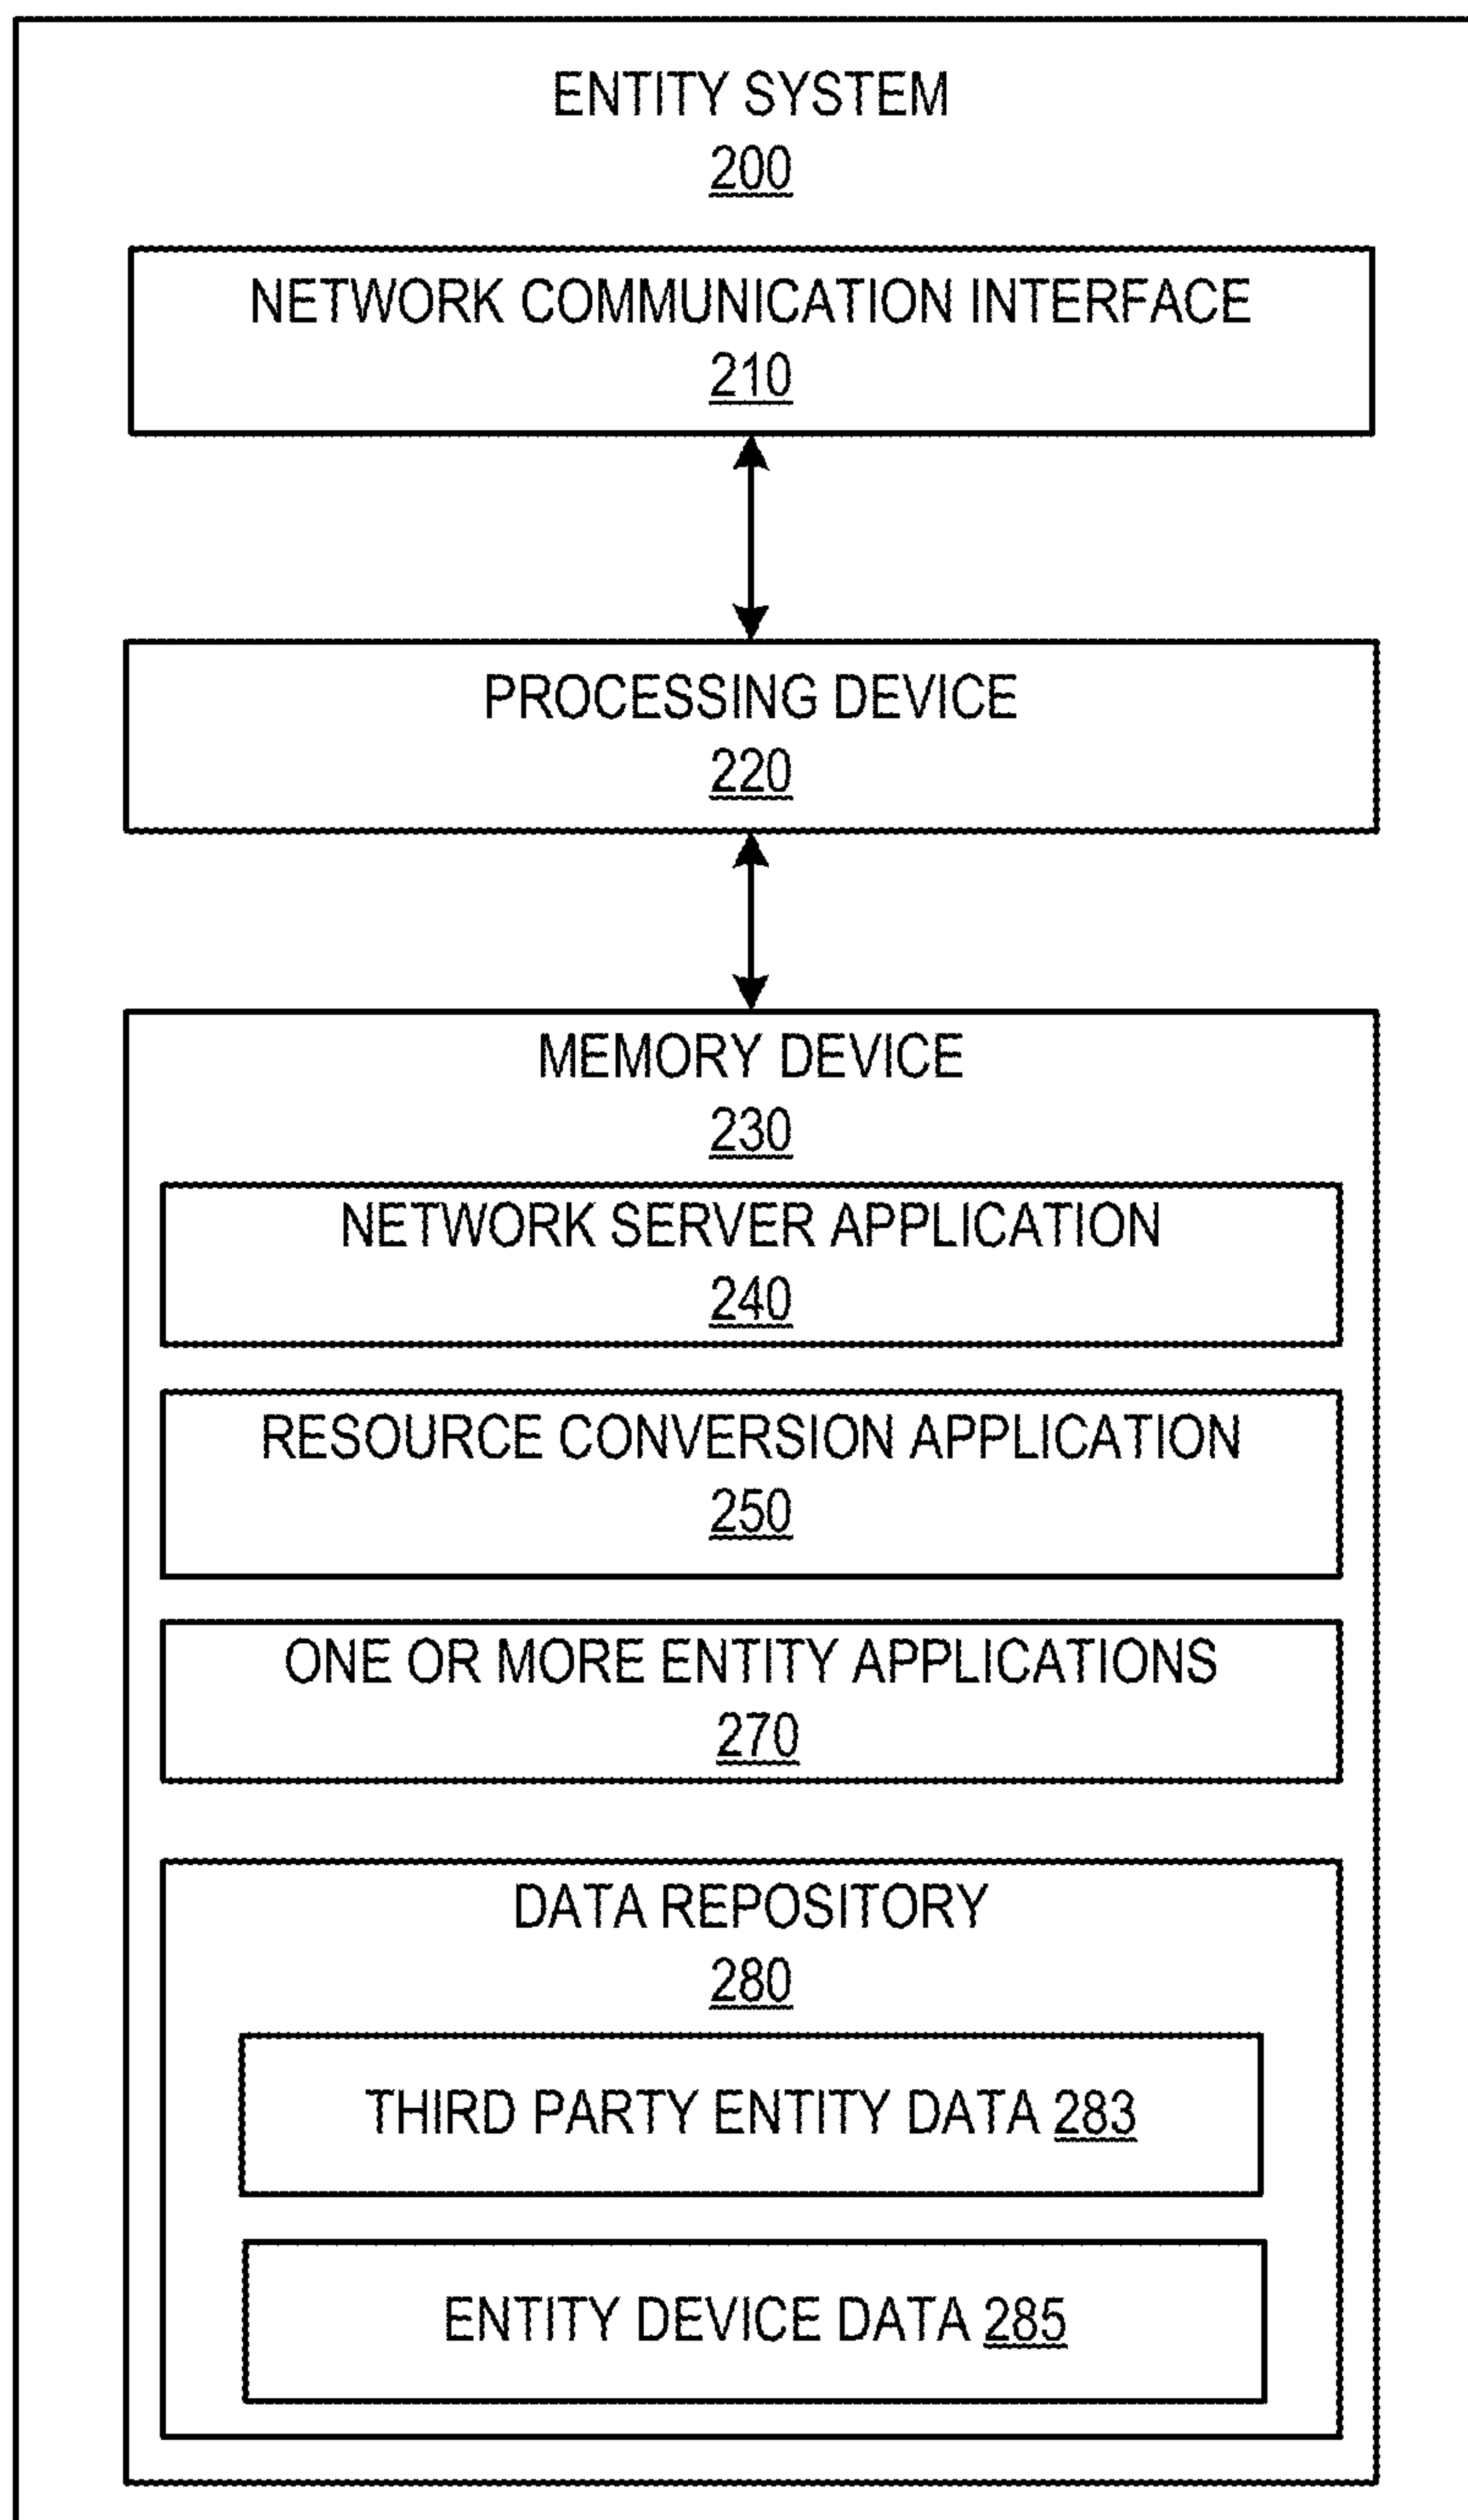 ENTITY SYSTEM
200
NETWORK COMMUNICATION INTERFACE
210
PROCESSING DEVICE
220
MEMORY DEVICE
230
NETWORK SERVER APPLICATION
240
RESOURCE CONVERSION APPLICATION
250
ONE OR MORE ENTITY APPLICATIONS
270
DATA REPOSITORY
280
THIRD PARTY ENTITY DATA 283
ENTITY DEVICE DATA 285